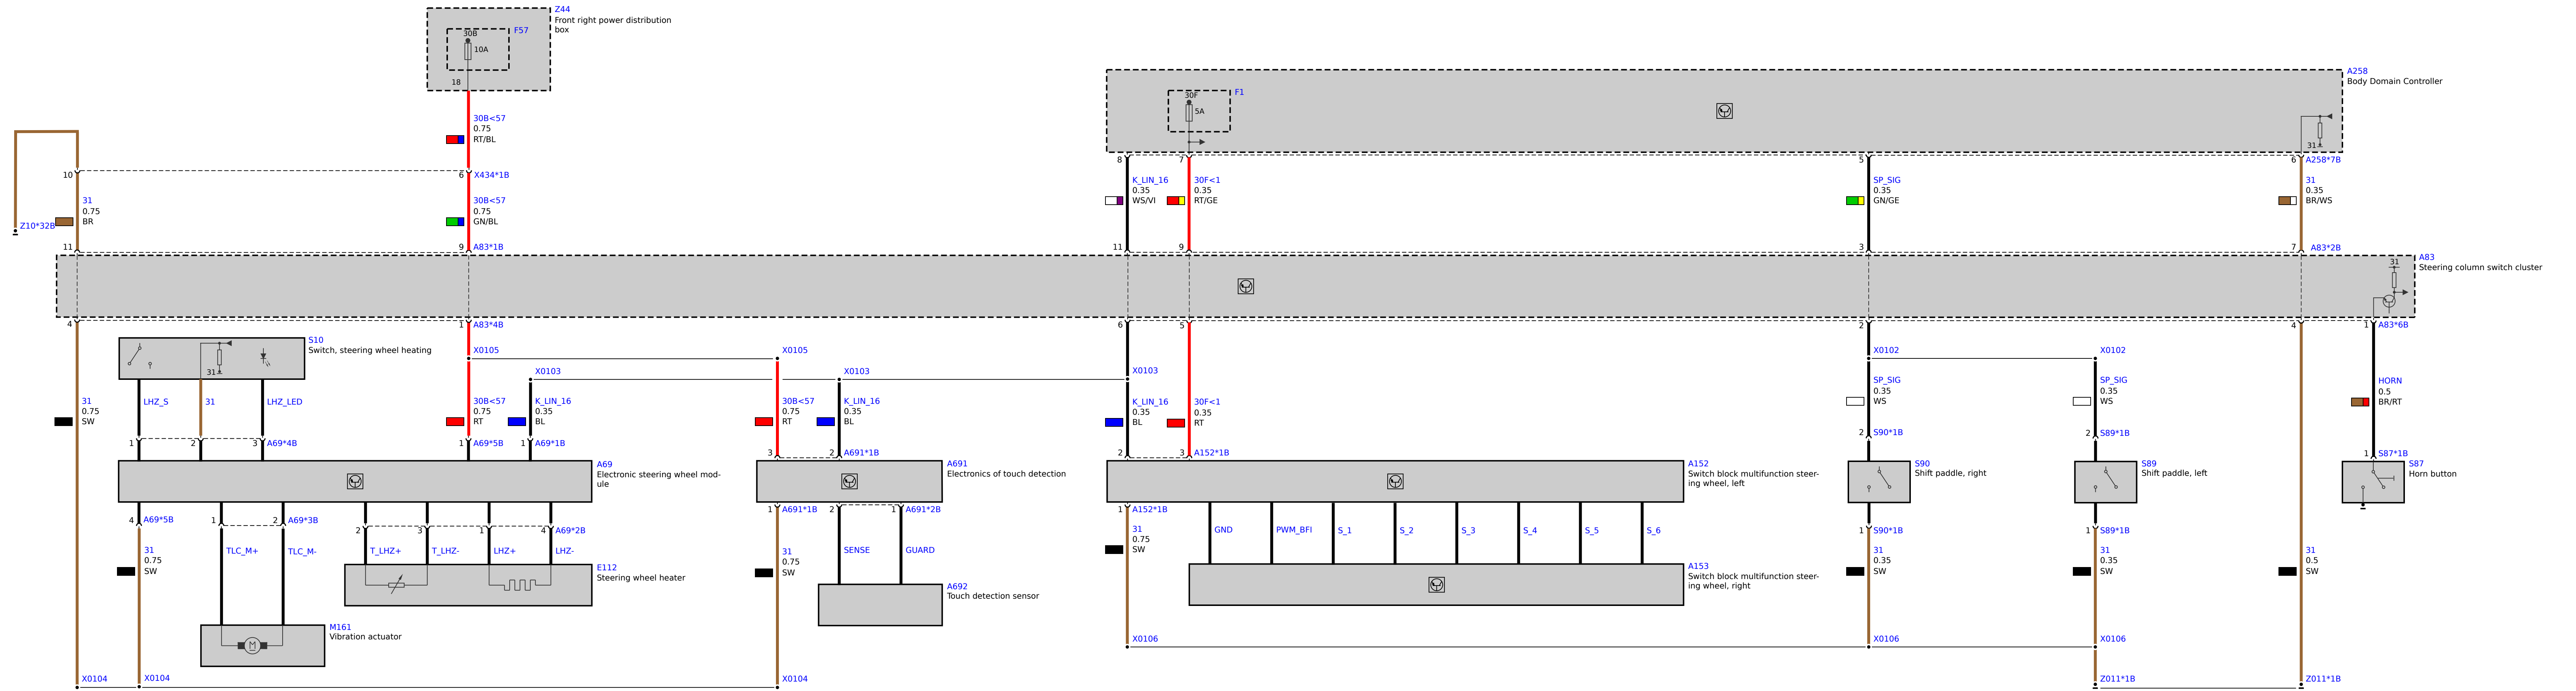 Z44
Front right power distribution
box
30B
F57
10A
18
A258
Body Domain Controller
30F
F1
5A
31
30B<57
0.75
RT/BL
8
7
5
6
A258*7B
10
6
X434*1B
31
0.75
BR
30B<57
0.75
GN/BL
K_LIN_16
0.35
WS/VI
30F<1
0.35
RT/GE
SP_SIG
0.35
GN/GE
31
0.35
BR/WS
Z10*32B
11
9
A83*1B
11
9
3
7
A83*2B
A83
Steering column switch cluster
31
4
1
A83*4B
6
5
2
4
1
A83*6B
S10
Switch, steering wheel heating
31
X0105
X0105
X0102
X0102
X0103
X0103
X0103
31
0.75
SW
LHZ_S
31
LHZ_LED
30B<57
0.75
RT
K_LIN_16
0.35
BL
30B<57
0.75
RT
K_LIN_16
0.35
BL
K_LIN_16
0.35
BL
30F<1
0.35
RT
SP_SIG
0.35
WS
SP_SIG
0.35
WS
HORN
0.5
BR/RT
1
2
3
A69*4B
1
A69*5B
1
A69*1B
3
2
A691*1B
2
3
A152*1B
2
S90*1B
2
S89*1B
1
S87*1B
A69
Electronic steering wheel mod-
ule
A691
Electronics of touch detection
A152
Switch block multifunction steer-
ing wheel, left
S90
Shift paddle, right
S89
Shift paddle, left
S87
Horn button
4
A69*5B
1
2
A69*3B
2
3
1
4
A69*2B
1
A691*1B
2
1
A691*2B
1
A152*1B
1
S90*1B
1
S89*1B
31
0.75
SW
TLC_M+
TLC_M-
T_LHZ+
T_LHZ-
LHZ+
LHZ-
31
0.75
SW
SENSE
GUARD
31
0.75
SW
GND
PWM_BFI
S_1
S_2
S_3
S_4
S_5
S_6
31
0.35
SW
31
0.35
SW
31
0.5
SW
E112
Steering wheel heater
A692
Touch detection sensor
A153
Switch block multifunction steer-
ing wheel, right
M161
Vibration actuator
M
X0106
X0106
X0106
X0104
X0104
X0104
Z011*1B
Z011*1B